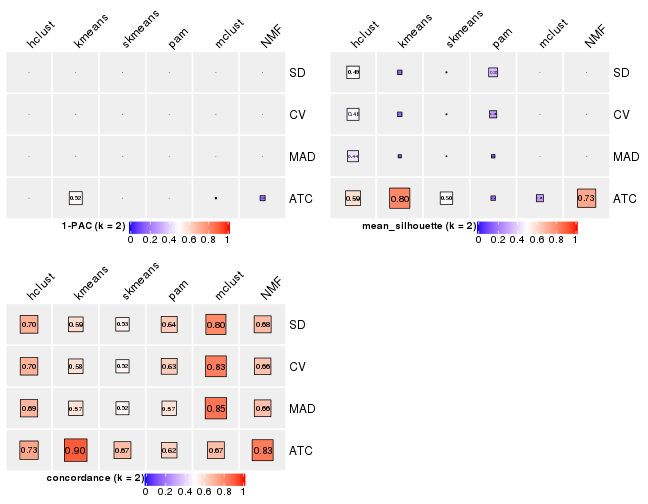 hclust kmeans skmeans pam mclust NMF
SD
CV
MAD
0.52 ATC
1-PAC (k = 2) 0 0.2 0.4 0.6 0.8 1
hclust kmeans skmeans pam mclust NMF
0.49 SD
0.41 CV
0.44 MAD
0.59 0.80 0.50 0.73 ATC
mean_silhouette (k = 2) 0 0.2 0.4 0.6 0.8 1
hclust kmeans skmeans pam mclust NMF
0.70 0.59 0.53 0.64 0.80 0.68 SD
0.70 0.58 0.52 0.63 0.83 0.66 CV
0.69 0.57 0.52 0.57 0.85 0.66 MAD
0.73 0.90 0.67 0.62 0.67 0.83 ATC
concordance (k = 2) 0 0.2 0.4 0.6 0.8 1